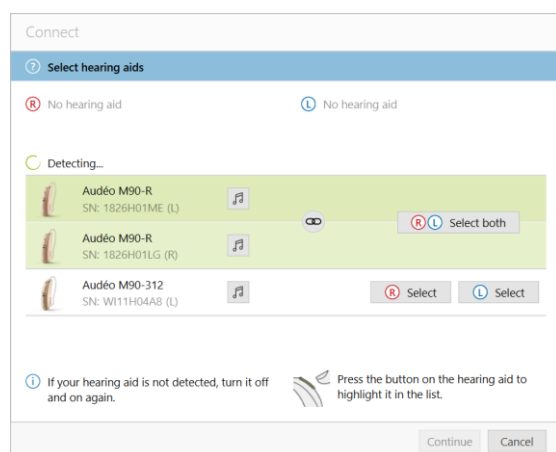 Connect
? Select hearing aids
R No hearing aid
L No hearing aid
Detecting...
Audéo M90-R
SN: 1826H01ME (L)
R L Select both
Audéo M90-R
SN: 1826H01LG (R)
Audéo M90-312
SN: WI11H04A8 (L)
R Select
L Select
i If your hearing aid is not detected, turn it off
and on again.
Press the button on the hearing aid to
highlight it in the list.
Continue
Cancel